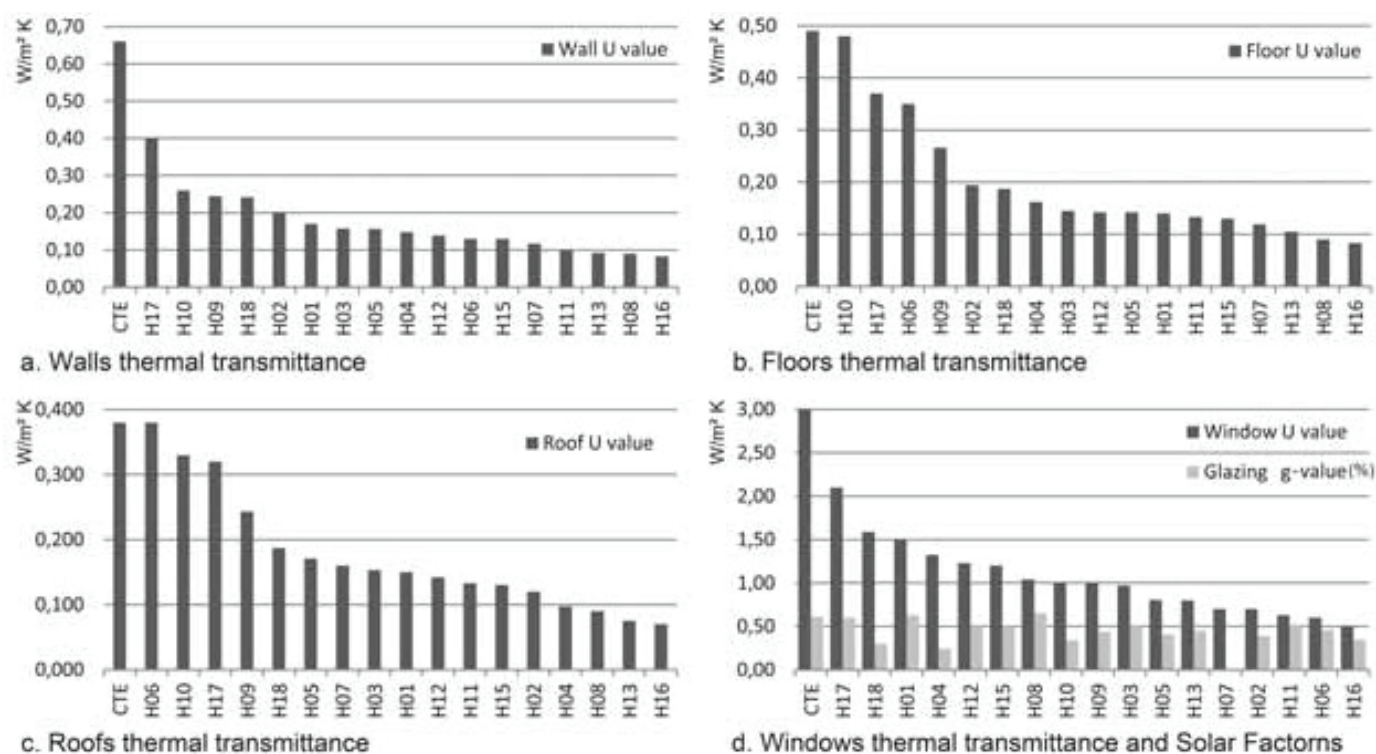 W/m² K
0,70
0,60
0,50
0,40
0,30
0,20
0,10
0,00
Wall U value
CTE H17 H10 H09 H18 H02 H01 H03 H05 H04 H12 H06 H15 H07 H11 H13 H08 H16
a. Walls thermal transmittance
W/m² K
0,50
0,40
0,30
0,20
0,10
0,00
Floor U value
CTE H10 H17 H06 H09 H02 H18 H04 H03 H12 H05 H01 H11 H15 H07 H13 H08 H16
b. Floors thermal transmittance
W/m² K
0,400
0,300
0,200
0,100
0,000
Roof U value
CTE H06 H10 H17 H09 H18 H05 H07 H03 H01 H12 H11 H15 H02 H04 H08 H13 H16
c. Roofs thermal transmittance
W/m² K
3,00
2,50
2,00
1,50
1,00
0,50
0,00
Window U value
Glazing g-value(%)
CTE H17 H18 H01 H04 H12 H15 H08 H10 H09 H03 H05 H13 H07 H02 H11 H06 H16
d. Windows thermal transmittance and Solar Factorns